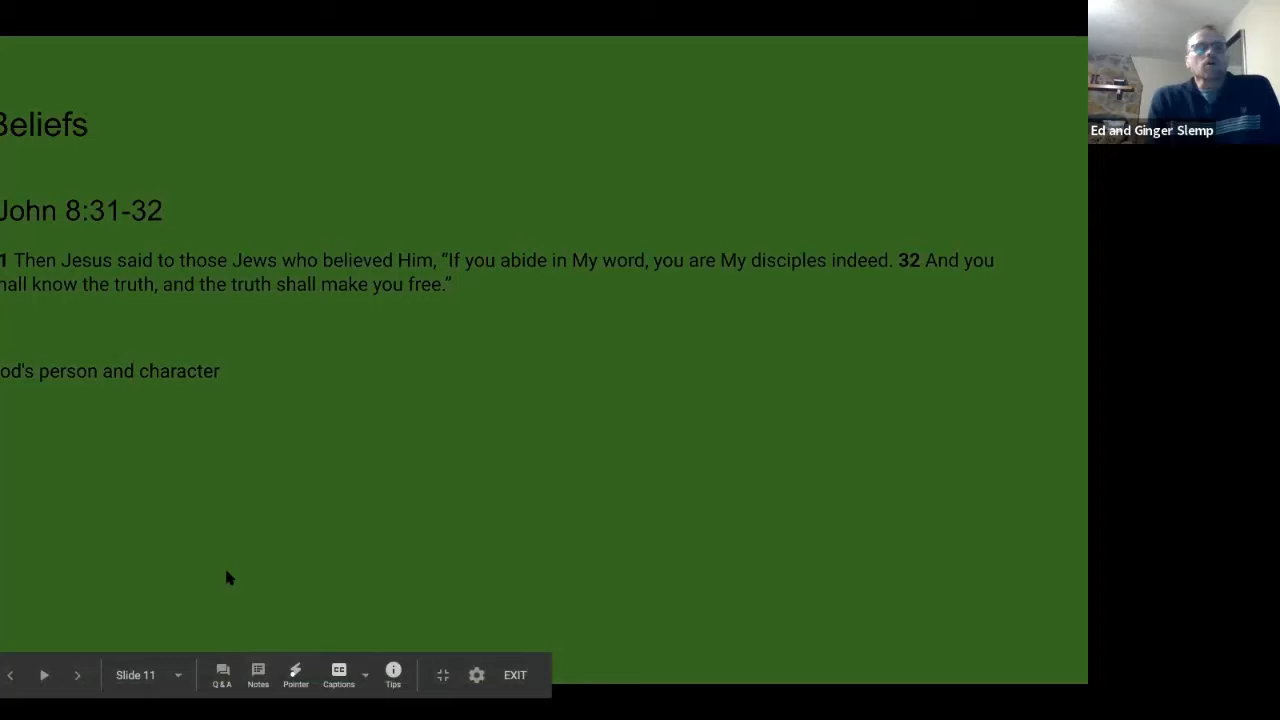 Beliefs
John 8:31-32
1 Then Jesus said to those Jews who believed Him, “If you abide in My word, you are My disciples indeed. 32 And you
hall know the truth, and the truth shall make you free.”
od's person and character
Ed and Ginger Slemp
Slide 11
Q & A
Notes
Pointer
CC
Captions
Tips
EXIT